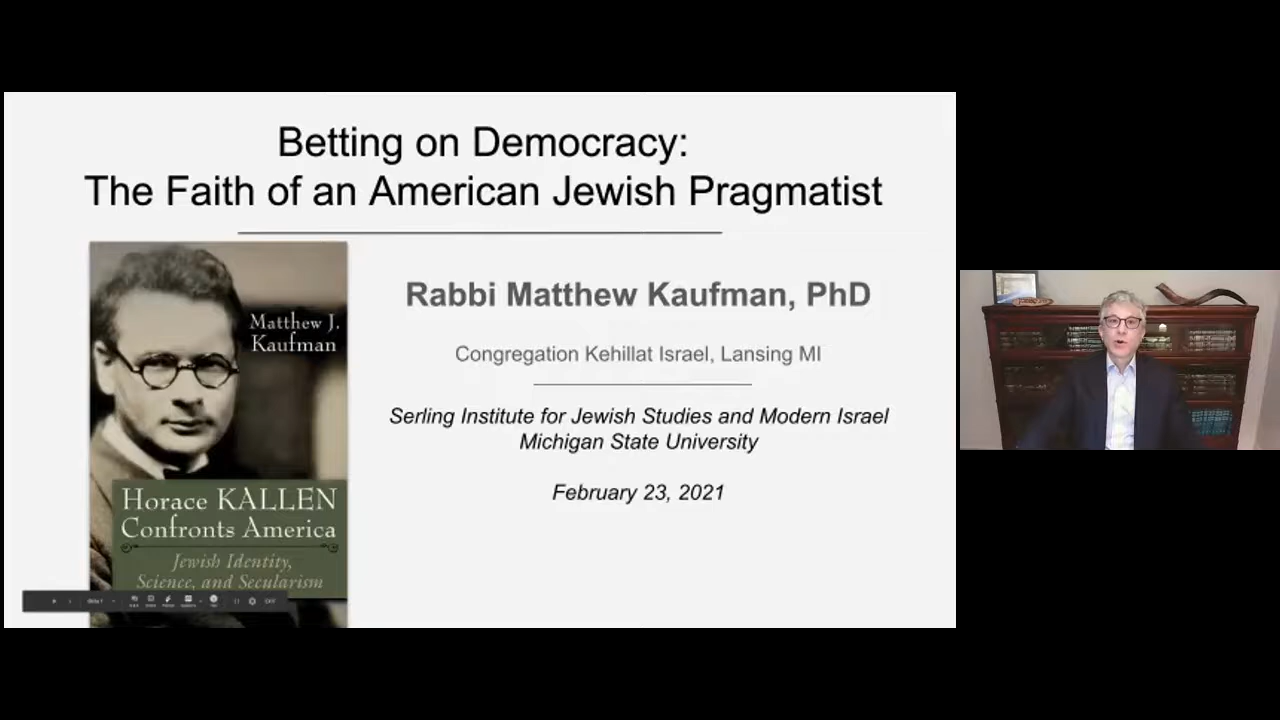 Betting on Democracy:
The Faith of an American Jewish Pragmatist
Rabbi Matthew Kaufman, PhD
Congregation Kehillat Israel, Lansing MI
Serling Institute for Jewish Studies and Modern Israel
Michigan State University
February 23, 2021
Matthew J.
Kaufman
Horace KALLEN
Confronts America
Jewish Identity,
Science, and Secularism